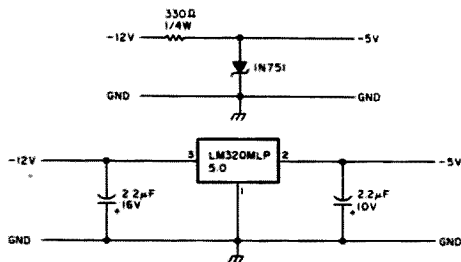 330Ω
1/4W
-12V
-5V
1N751
GND
GND
-12V
3
LM320MLP
5.0
2
-5V
1
2.2μF
16V
+
2.2μF
10V
+
GND
GND